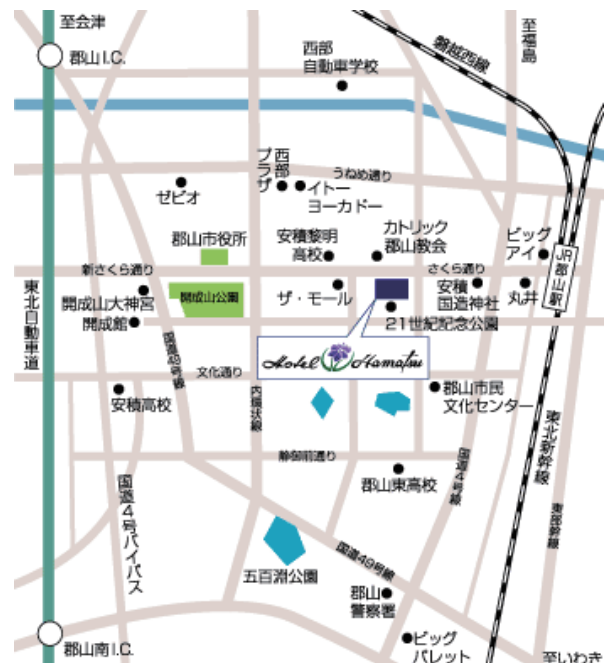 至会津
郡山I.C.
西部
自動車学校
磐越西線
至福島
西部
プラザ
うねめ通り
ゼビオ
イトー
ヨーカドー
郡山市役所
安積黎明
高校
カトリック
郡山教会
ビッグ
アイ
JR郡山駅
新さくら通り
さくら通り
開成山公園
開成山大神宮
ザ・モール
安積
国造神社
丸井
東北自動車道
開成館
21世紀記念公園
国道49号線
Hotel Hamatsu
文化通り
内環状線
安積高校
郡山市民
文化センター
静御前通り
郡山東高校
国道4号線
東北新幹線
東部幹線
国道4号バイパス
国道49号線
五百淵公園
郡山
警察署
郡山南I.C.
ビッグ
パレット
至いわき